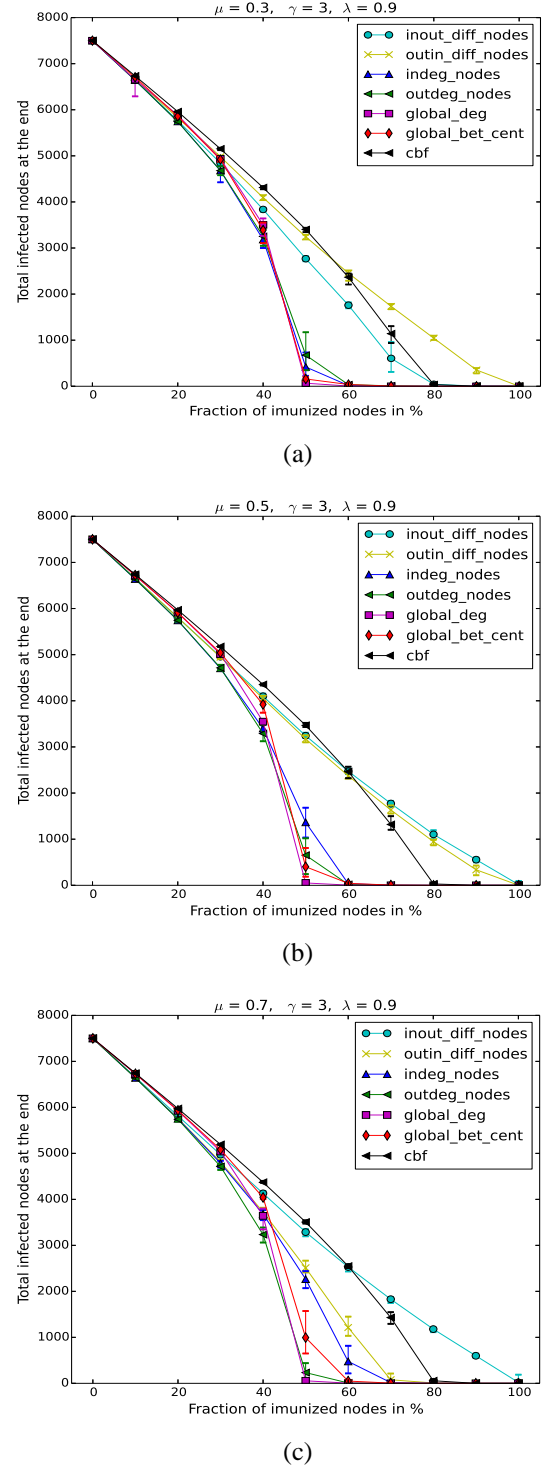 μ = 0.3, γ = 3, λ = 0.9
8000
7000
6000
5000
4000
3000
2000
1000
0
Total infected nodes at the end
inout_diff_nodes
outin_diff_nodes
indeg_nodes
outdeg_nodes
global_deg
global_bet_cent
cbf
0 20 40 60 80 100
Fraction of imunized nodes in %
(a)
μ = 0.5, γ = 3, λ = 0.9
8000
7000
6000
5000
4000
3000
2000
1000
0
Total infected nodes at the end
inout_diff_nodes
outin_diff_nodes
indeg_nodes
outdeg_nodes
global_deg
global_bet_cent
cbf
0 20 40 60 80 100
Fraction of imunized nodes in %
(b)
μ = 0.7, γ = 3, λ = 0.9
8000
7000
6000
5000
4000
3000
2000
1000
0
Total infected nodes at the end
inout_diff_nodes
outin_diff_nodes
indeg_nodes
outdeg_nodes
global_deg
global_bet_cent
cbf
0 20 40 60 80 100
Fraction of imunized nodes in %
(c)